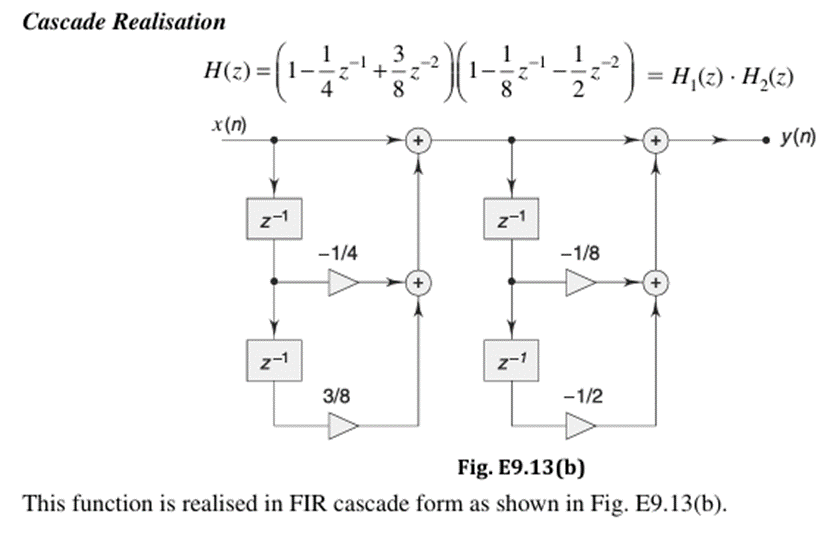 Cascade Realisation
H(z) = (1 − 1/4 z⁻¹ + 3/8 z⁻²)(1 − 1/8 z⁻¹ − 1/2 z⁻²) = H₁(z) · H₂(z)
x(n) + + y(n)
z⁻¹ z⁻¹
−1/4 −1/8
+ +
z⁻¹ z⁻¹
3/8 −1/2
Fig. E9.13(b)
This function is realised in FIR cascade form as shown in Fig. E9.13(b).